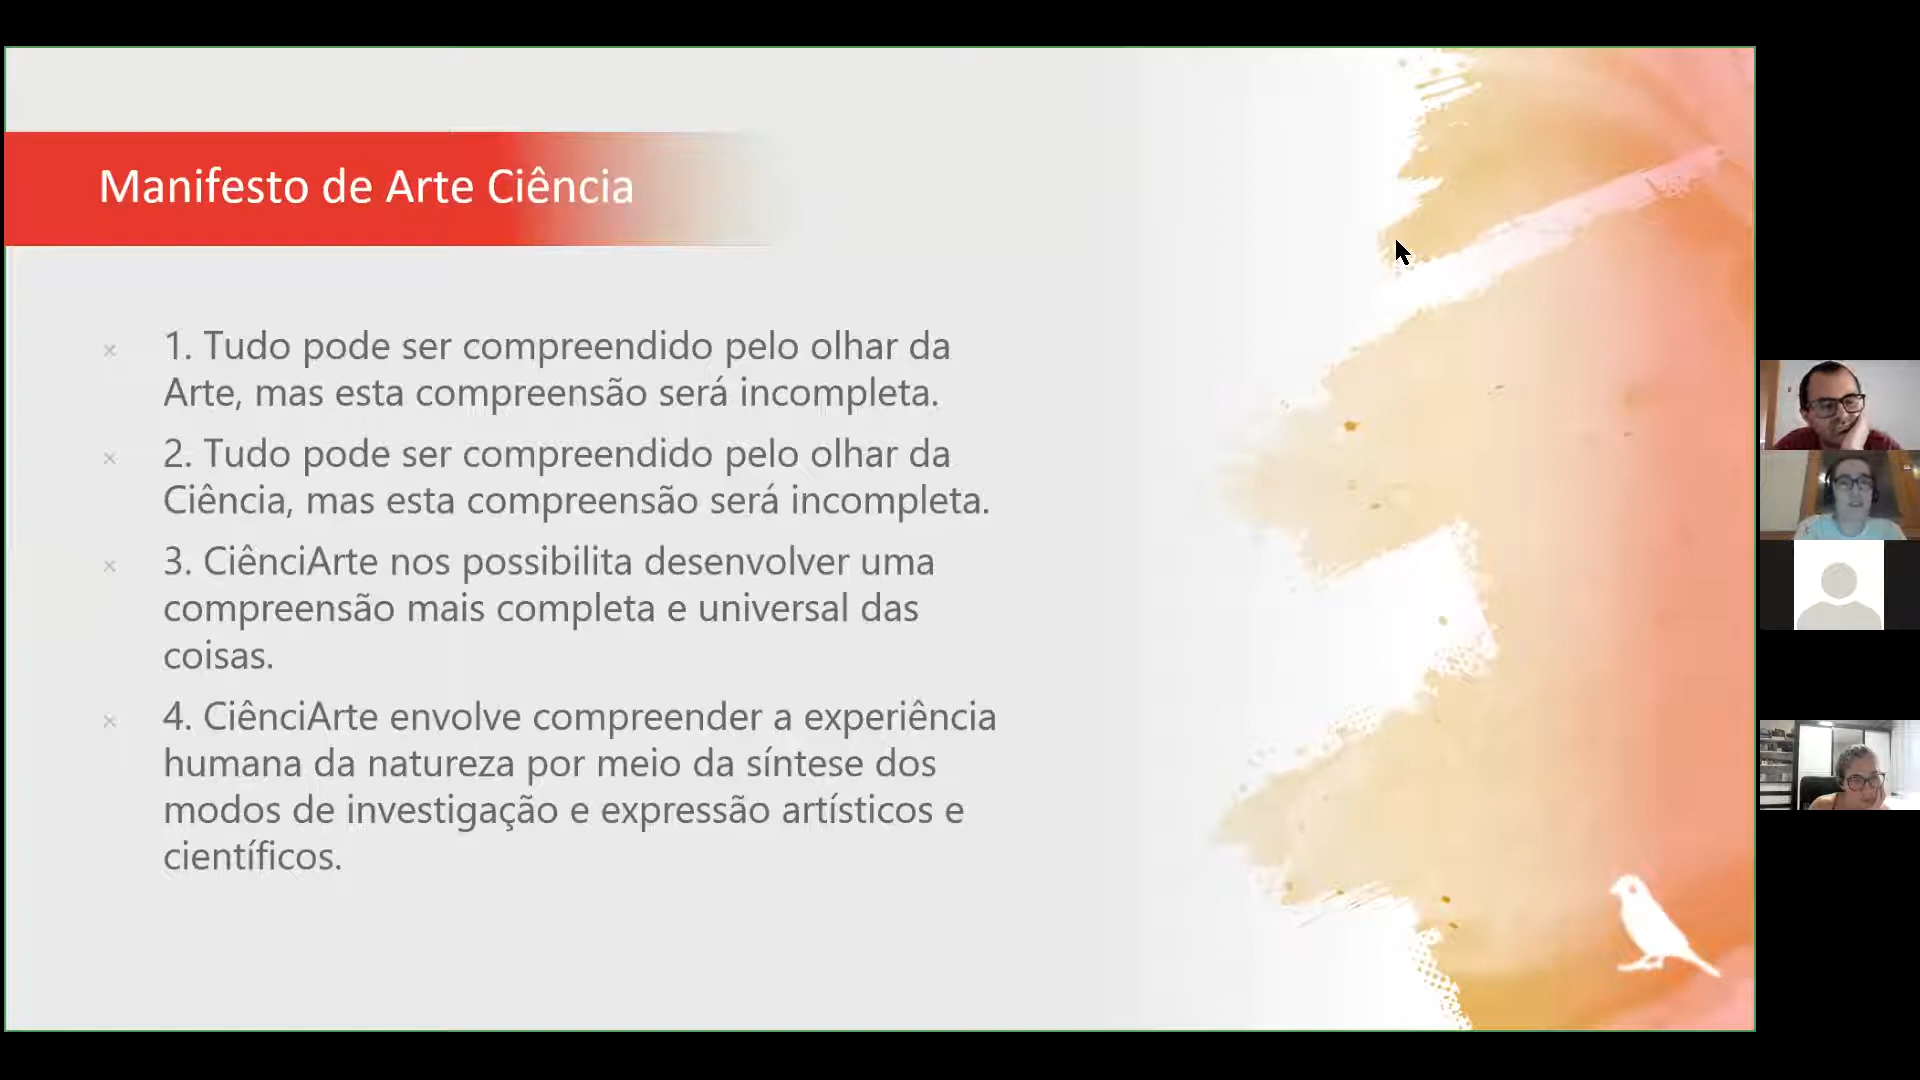 Manifesto de Arte Ciência
1. Tudo pode ser compreendido pelo olhar da
Arte, mas esta compreensão será incompleta.
2. Tudo pode ser compreendido pelo olhar da
Ciência, mas esta compreensão será incompleta.
3. CiênciArte nos possibilita desenvolver uma
compreensão mais completa e universal das
coisas.
4. CiênciArte envolve compreender a experiência
humana da natureza por meio da síntese dos
modos de investigação e expressão artísticos e
científicos.